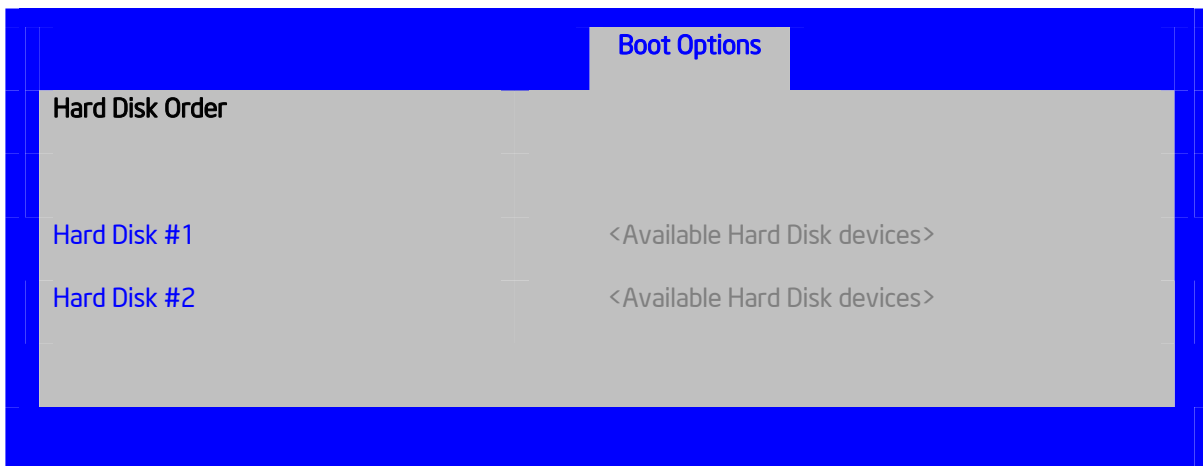 Boot Options
Hard Disk Order
Hard Disk #1 <Available Hard Disk devices>
Hard Disk #2 <Available Hard Disk devices>